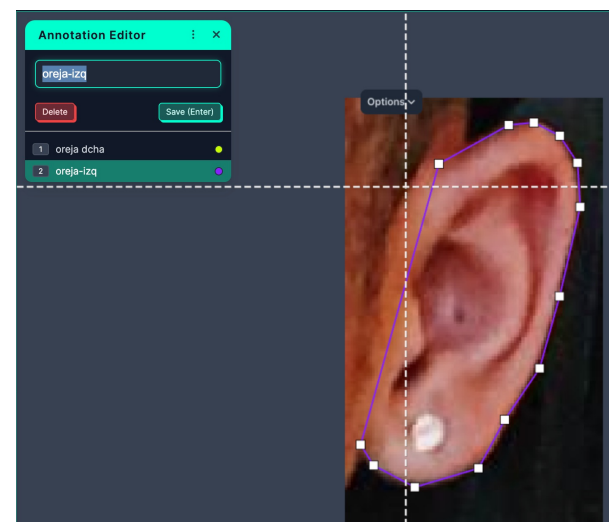 Annotation Editor
oreja-izq
Delete
Save (Enter)
1 oreja dcha
2 oreja-izq
Options